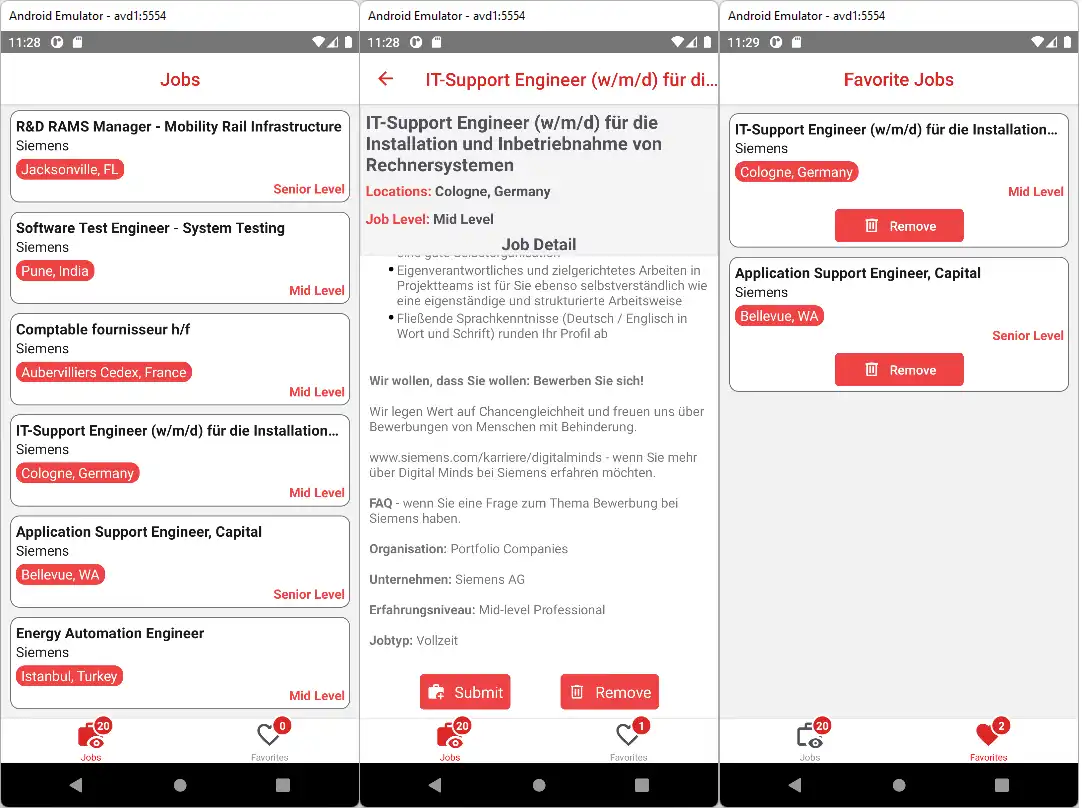 Android Emulator - avd1:5554
11:28
Jobs
R&D RAMS Manager - Mobility Rail Infrastructure
Siemens
Jacksonville, FL
Senior Level
Software Test Engineer - System Testing
Siemens
Pune, India
Mid Level
Comptable fournisseur h/f
Siemens
Aubervilliers Cedex, France
Mid Level
IT-Support Engineer (w/m/d) für die Installation...
Siemens
Cologne, Germany
Mid Level
Application Support Engineer, Capital
Siemens
Bellevue, WA
Senior Level
Energy Automation Engineer
Siemens
Istanbul, Turkey
Mid Level
20
0
Jobs
Favorites
Android Emulator - avd1:5554
11:28
IT-Support Engineer (w/m/d) für di...
IT-Support Engineer (w/m/d) für die
Installation und Inbetriebnahme von
Rechnersystemen
Locations: Cologne, Germany
Job Level: Mid Level
Job Detail
Eigenverantwortliches und zielgerichtetes Arbeiten in
Projektteams ist für Sie ebenso selbstverständlich wie
eine eigenständige und strukturierte Arbeitsweise
Fließende Sprachkenntnisse (Deutsch / Englisch in
Wort und Schrift) runden Ihr Profil ab
Wir wollen, dass Sie wollen: Bewerben Sie sich!
Wir legen Wert auf Chancengleichheit und freuen uns über
Bewerbungen von Menschen mit Behinderung.
www.siemens.com/karriere/digitalminds - wenn Sie mehr
über Digital Minds bei Siemens erfahren möchten.
FAQ - wenn Sie eine Frage zum Thema Bewerbung bei
Siemens haben.
Organisation: Portfolio Companies
Unternehmen: Siemens AG
Erfahrungsniveau: Mid-level Professional
Jobtyp: Vollzeit
Submit
Remove
20
1
Jobs
Favorites
Android Emulator - avd1:5554
11:29
Favorite Jobs
IT-Support Engineer (w/m/d) für die Installation...
Siemens
Cologne, Germany
Mid Level
Remove
Application Support Engineer, Capital
Siemens
Bellevue, WA
Senior Level
Remove
20
2
Jobs
Favorites